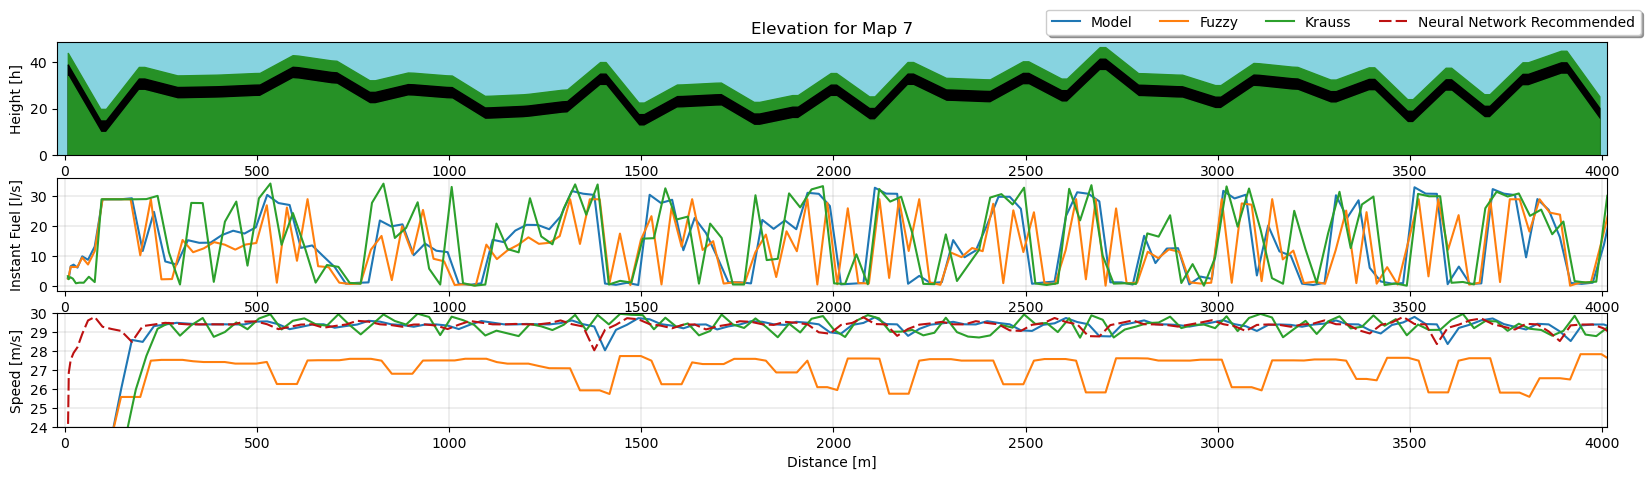 Elevation for Map 7
Model Fuzzy Krauss Neural Network Recommended
Height [h]
40
20
0
0 500 1000 1500 2000 2500 3000 3500 4000
Instant Fuel [l/s]
30
20
10
0
0 500 1000 1500 2000 2500 3000 3500 4000
Speed [m/s]
30
29
28
27
26
25
24
0 500 1000 1500 2000 2500 3000 3500 4000
Distance [m]